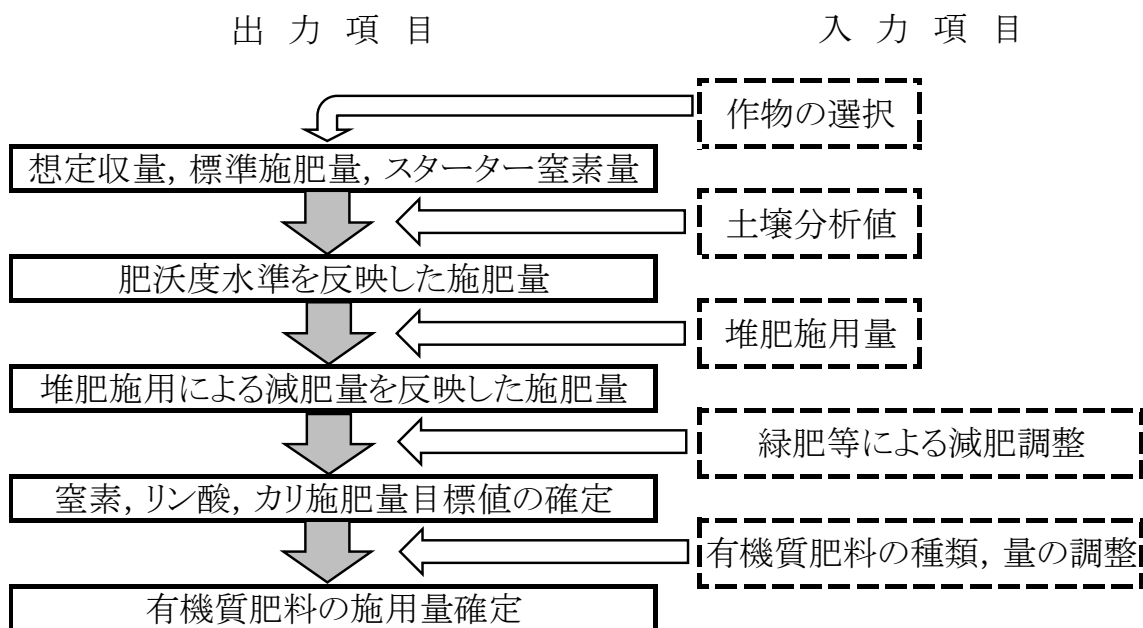 出力項目
入力項目
作物の選択
想定収量, 標準施肥量, スターター窒素量
土壌分析値
肥沃度水準を反映した施肥量
堆肥施用量
堆肥施用による減肥量を反映した施肥量
緑肥等による減肥調整
窒素, リン酸, カリ施肥量目標値の確定
有機質肥料の種類, 量の調整
有機質肥料の施用量確定